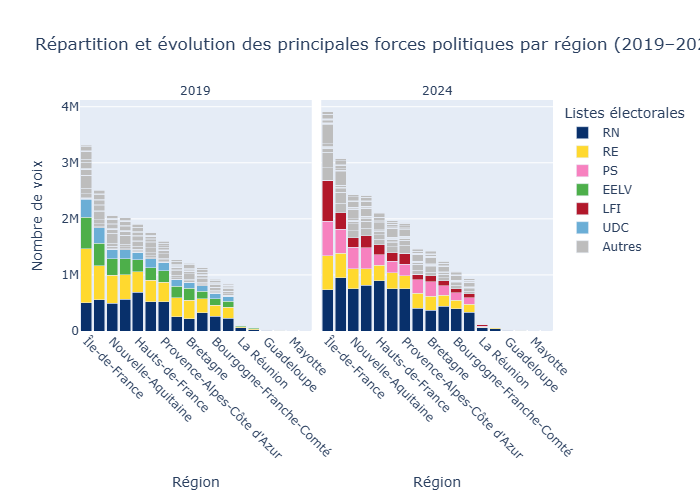 Répartition et évolution des principales forces politiques par région (2019–202
2019
2024
Listes électorales
RN
RE
PS
EELV
LFI
UDC
Autres
Nombre de voix
4M
3M
2M
1M
0
Île-de-France
Nouvelle-Aquitaine
Hauts-de-France
Provence-Alpes-Côte d'Azur
Bretagne
Bourgogne-Franche-Comté
La Réunion
Guadeloupe
Mayotte
Île-de-France
Nouvelle-Aquitaine
Hauts-de-France
Provence-Alpes-Côte d'Azur
Bretagne
Bourgogne-Franche-Comté
La Réunion
Guadeloupe
Mayotte
Région
Région